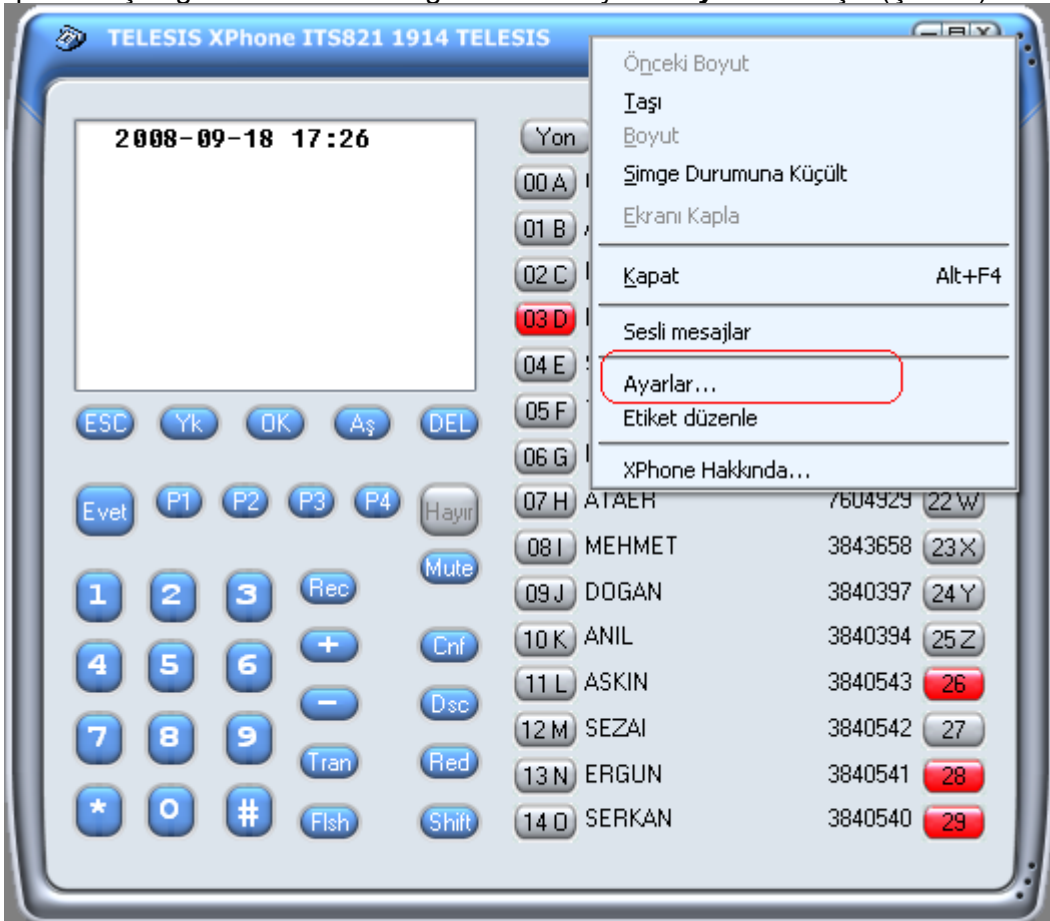 TELESIS XPhone ITS821 1914 TELESIS
2008-09-18 17:26
ESC Yk OK Aş DEL
Evet P1 P2 P3 P4 Hayır
Mute
1 2 3 Rec
4 5 6 + Cnf
7 8 9 - Dsc
Tran Red
* 0 # Flsh Shift
Yon
00 A
01 B
02 C
03 D
04 E
05 F
06 G
07 H ATAER 7604929 22 W
08 I MEHMET 3843658 23 X
09 J DOGAN 3840397 24 Y
10 K ANIL 3840394 25 Z
11 L ASKIN 3840543 26
12 M SEZAI 3840542 27
13 N ERGUN 3840541 28
14 O SERKAN 3840540 29
Önceki Boyut
Taşı
Boyut
Simge Durumuna Küçült
Ekranı Kapla
Kapat Alt+F4
Sesli mesajlar
Ayarlar...
Etiket düzenle
XPhone Hakkında...